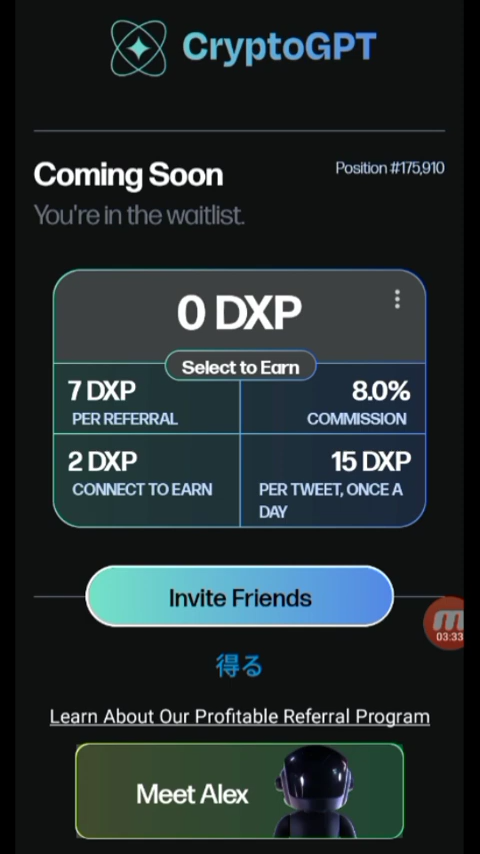 CryptoGPT
Coming Soon
Position #175,910
You're in the waitlist.
0 DXP
Select to Earn
7 DXP
PER REFERRAL
8.0%
COMMISSION
2 DXP
CONNECT TO EARN
15 DXP
PER TWEET, ONCE A
DAY
Invite Friends
03:33
得る
Learn About Our Profitable Referral Program
Meet Alex